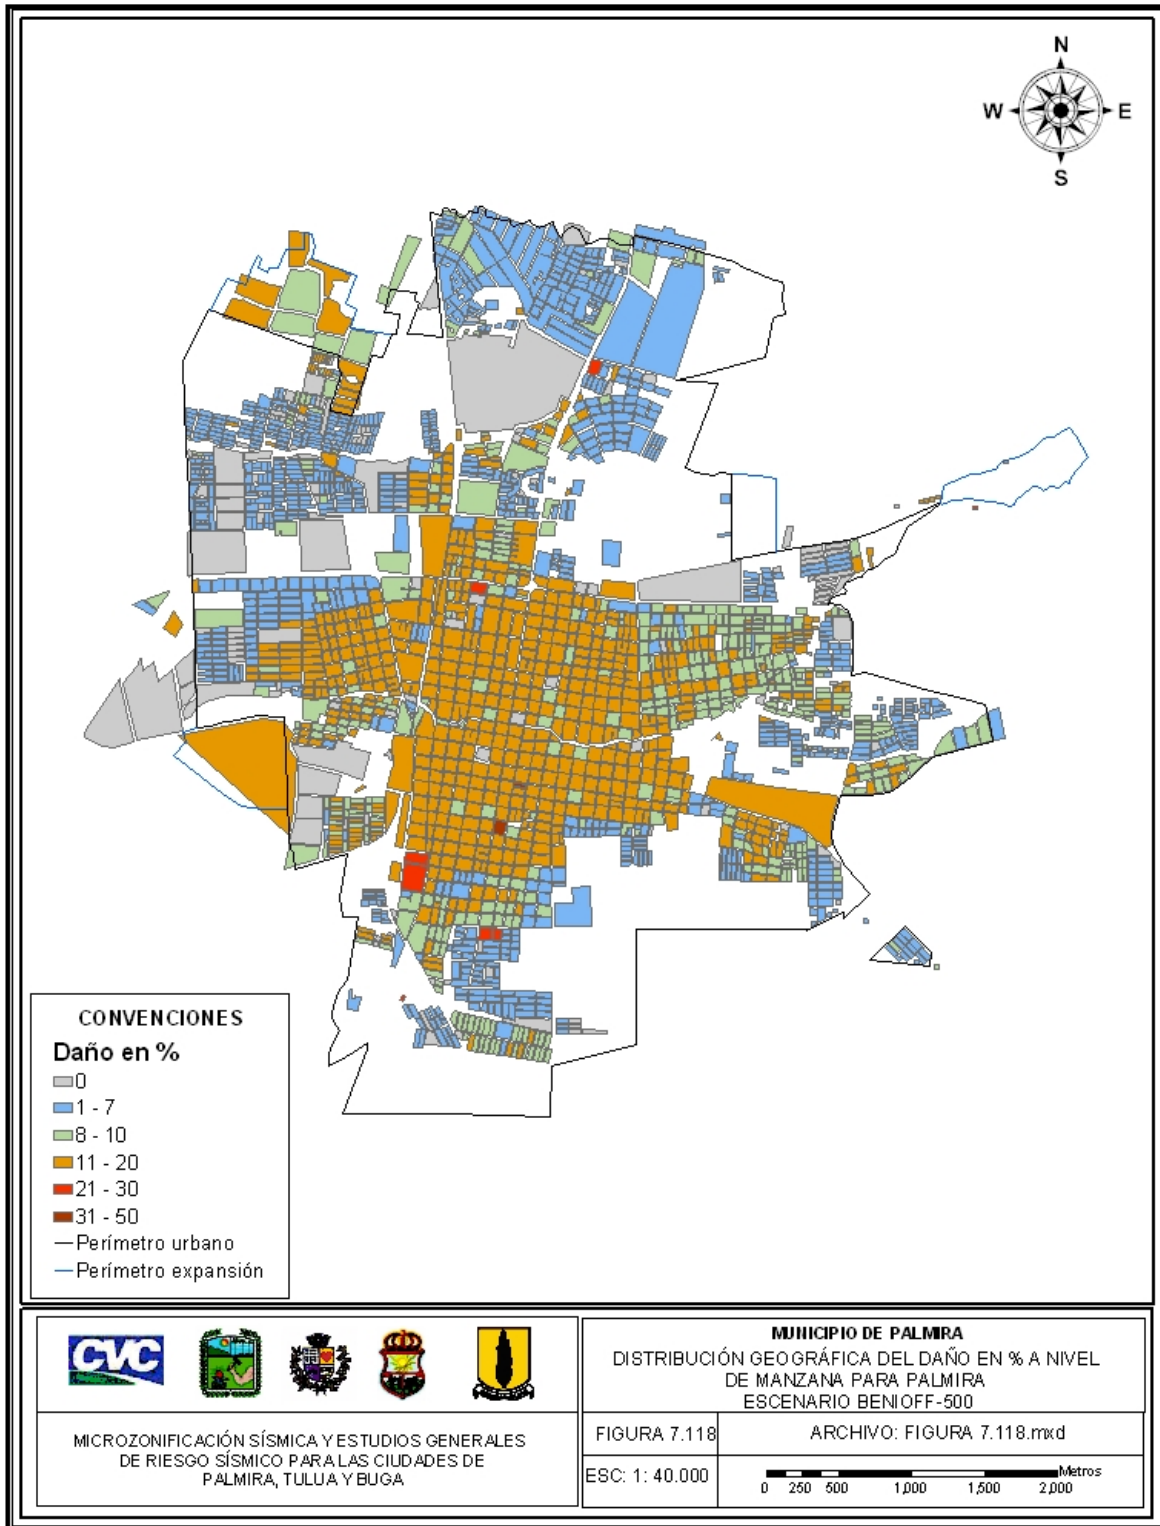 N
W
E
S
CONVENCIONES
Daño en %
0
1 - 7
8 - 10
11 - 20
21 - 30
31 - 50
Perímetro urbano
Perímetro expansión
CVC
MICROZONIFICACIÓN SÍSMICA Y ESTUDIOS GENERALES
DE RIESGO SÍSMICO PARA LAS CIUDADES DE
PALMIRA, TULUA Y BUGA
MUNICIPIO DE PALMIRA
DISTRIBUCIÓN GEOGRÁFICA DEL DAÑO EN % A NIVEL
DE MANZANA PARA PALMIRA
ESCENARIO BENIOFF-500
FIGURA 7.118
ARCHIVO: FIGURA 7.118.mxd
ESC: 1: 40.000
Metros
0 250 500 1,000 1,500 2,000